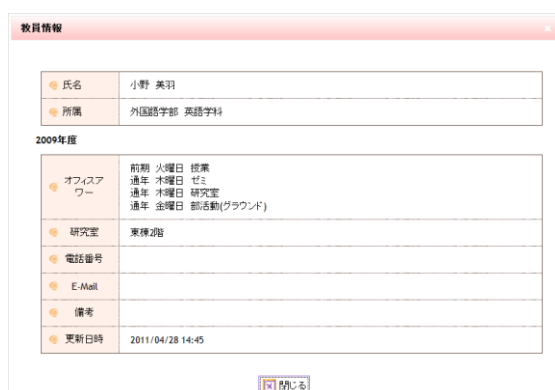 教員情報
氏名 小野 美羽
所属 外国語学部 英語学科
2009年度
オフィスア
ワー
前期 火曜日 授業
通年 木曜日 ゼミ
通年 木曜日 研究室
通年 金曜日 部活動(グラウンド)
研究室 東棟2階
電話番号
E-Mail
備考
更新日時 2011/04/28 14:45
閉じる